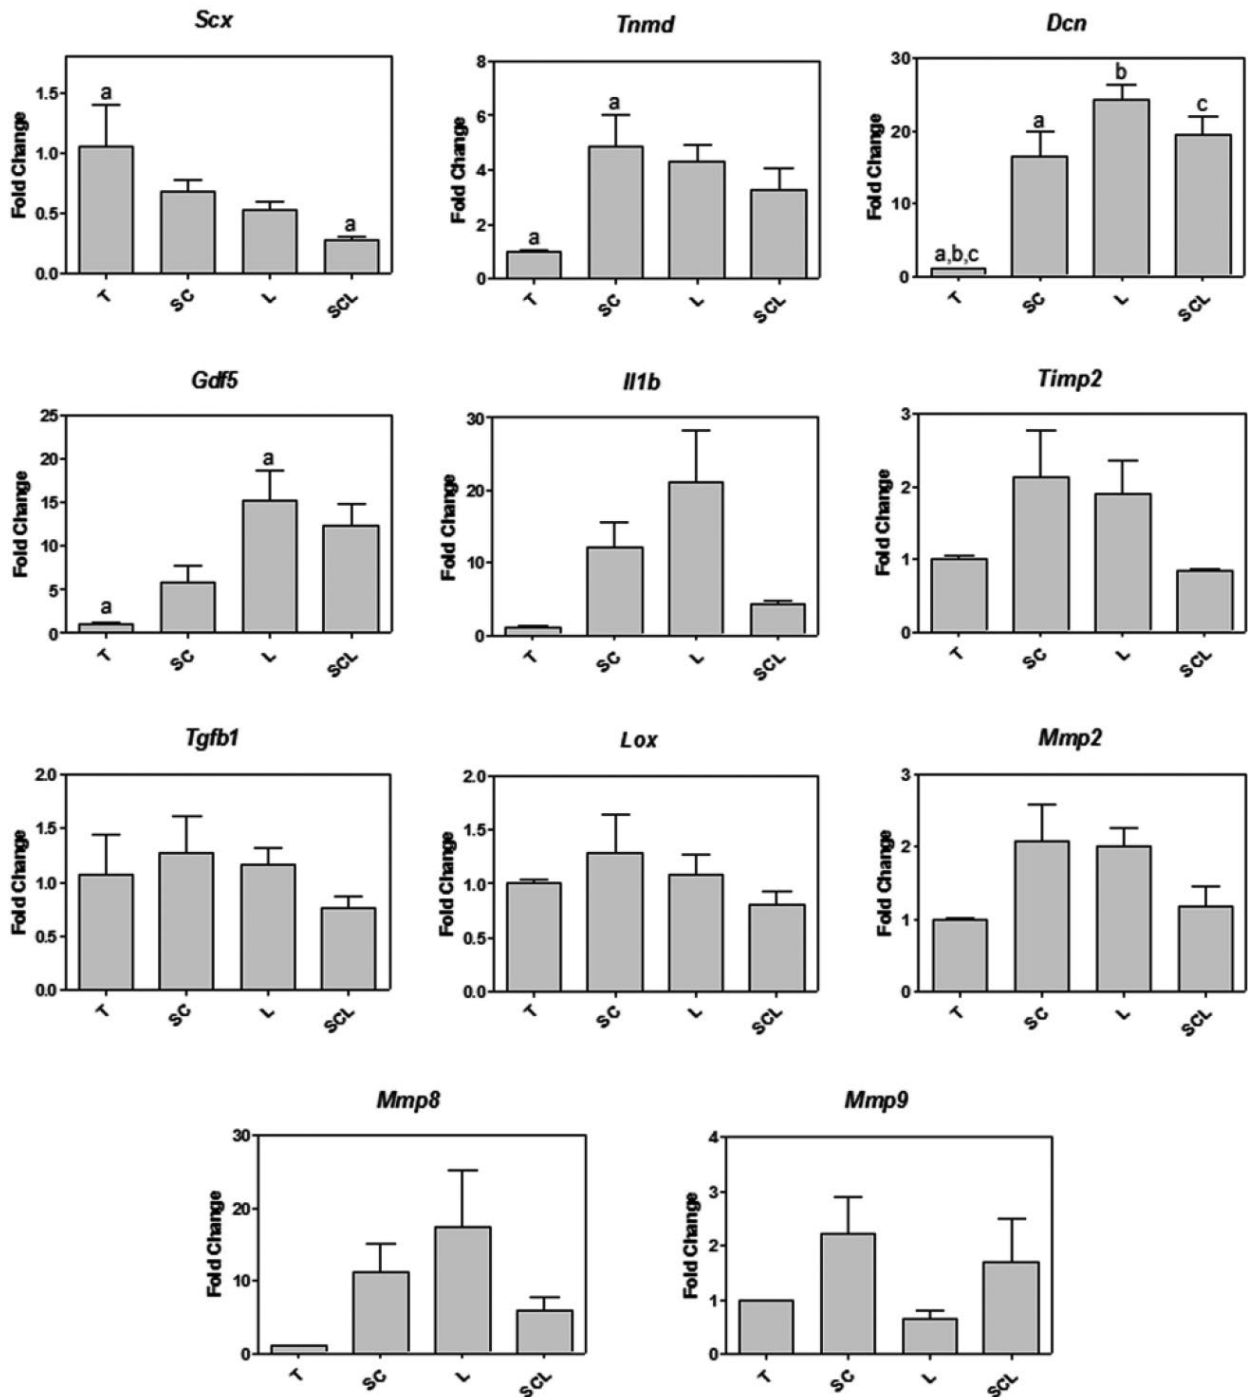 Scx
Fold Change
1.5
1.0
0.5
0.0
a
a
T
SC
L
SCL
Tnmd
Fold Change
8
6
4
2
0
a
a
T
SC
L
SCL
Dcn
Fold Change
30
20
10
0
a,b,c
a
b
c
T
SC
L
SCL
Gdf5
Fold Change
25
20
15
10
5
0
a
a
T
SC
L
SCL
Il1b
Fold Change
30
20
10
0
T
SC
L
SCL
Timp2
Fold Change
3
2
1
0
T
SC
L
SCL
Tgfb1
Fold Change
2.0
1.5
1.0
0.5
0.0
T
SC
L
SCL
Lox
Fold Change
2.0
1.5
1.0
0.5
0.0
T
SC
L
SCL
Mmp2
Fold Change
3
2
1
0
T
SC
L
SCL
Mmp8
Fold Change
30
20
10
0
T
SC
L
SCL
Mmp9
Fold Change
4
3
2
1
0
T
SC
L
SCL